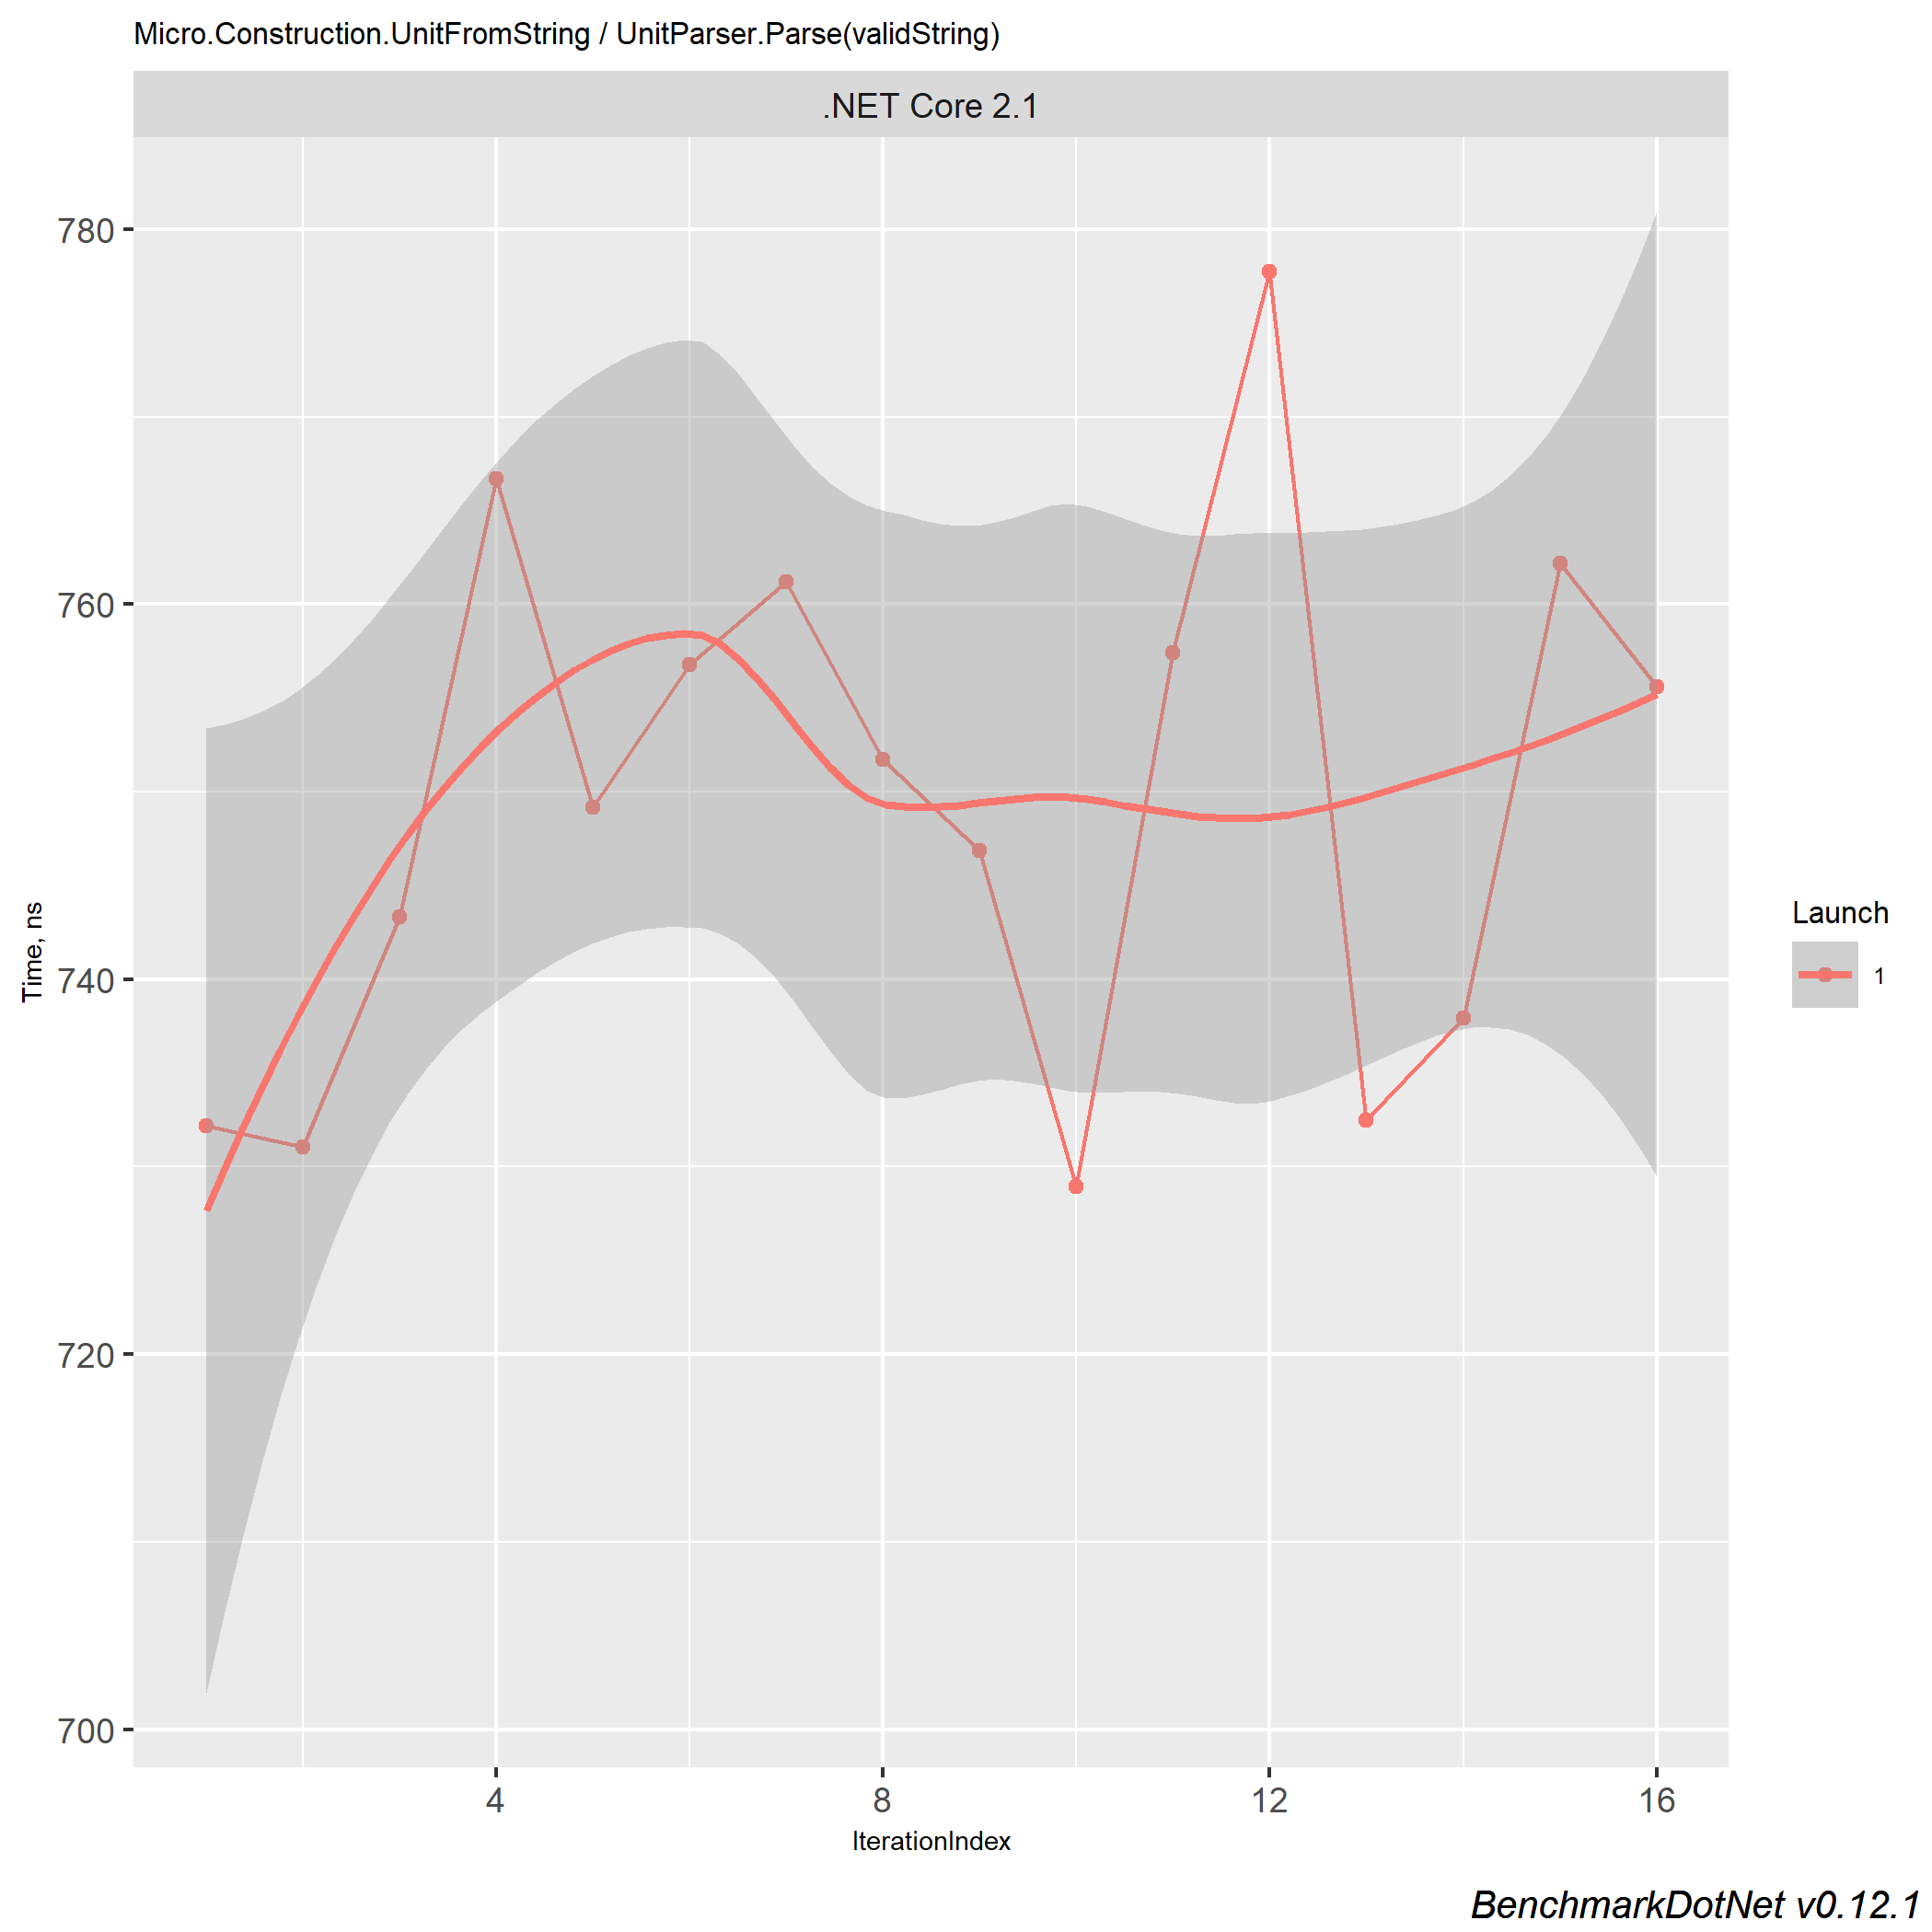 Micro.Construction.UnitFromString / UnitParser.Parse(validString)
.NET Core 2.1
780
760
740
720
700
Time, ns
4 8 12 16
IterationIndex
Launch
1
BenchmarkDotNet v0.12.1